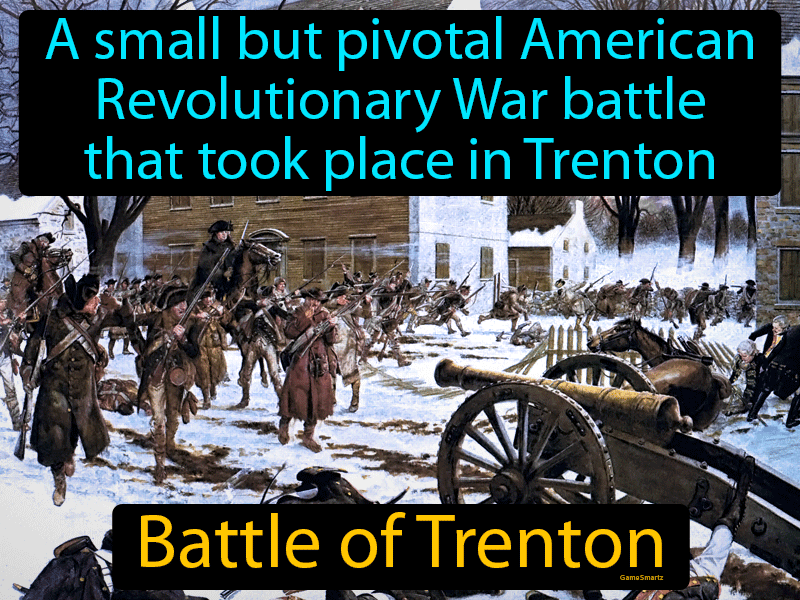 A small but pivotal American
Revolutionary War battle
that took place in Trenton
Battle of Trenton
GameSmartz